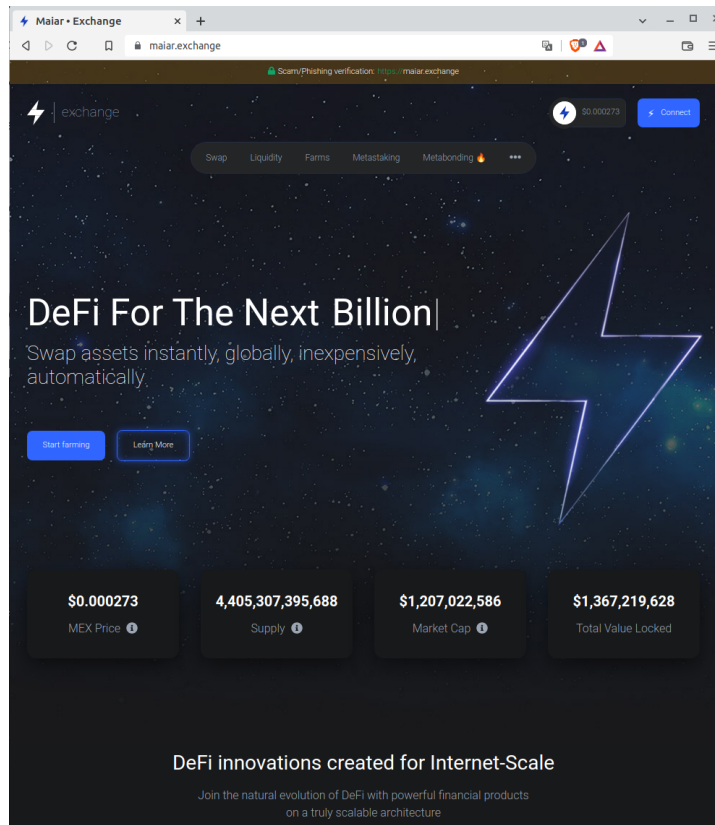 Maiar • Exchange
maiar.exchange
Scam/Phishing verification: https://maiar.exchange
exchange
$0.000273
Connect
Swap
Liquidity
Farms
Metastaking
Metabonding 🔥
•••
DeFi For The Next Billion
Swap assets instantly, globally, inexpensively,
automatically
Start farming
Learn More
$0.000273
MEX Price
4,405,307,395,688
Supply
$1,207,022,586
Market Cap
$1,367,219,628
Total Value Locked
DeFi innovations created for Internet-Scale
Join the natural evolution of DeFi with powerful financial products
on a truly scalable architecture